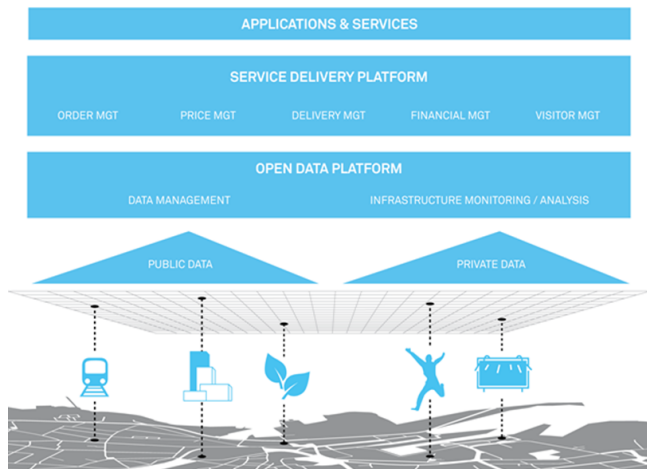 APPLICATIONS & SERVICES
SERVICE DELIVERY PLATFORM
ORDER MGT PRICE MGT DELIVERY MGT FINANCIAL MGT VISITOR MGT
OPEN DATA PLATFORM
DATA MANAGEMENT INFRASTRUCTURE MONITORING / ANALYSIS
PUBLIC DATA PRIVATE DATA